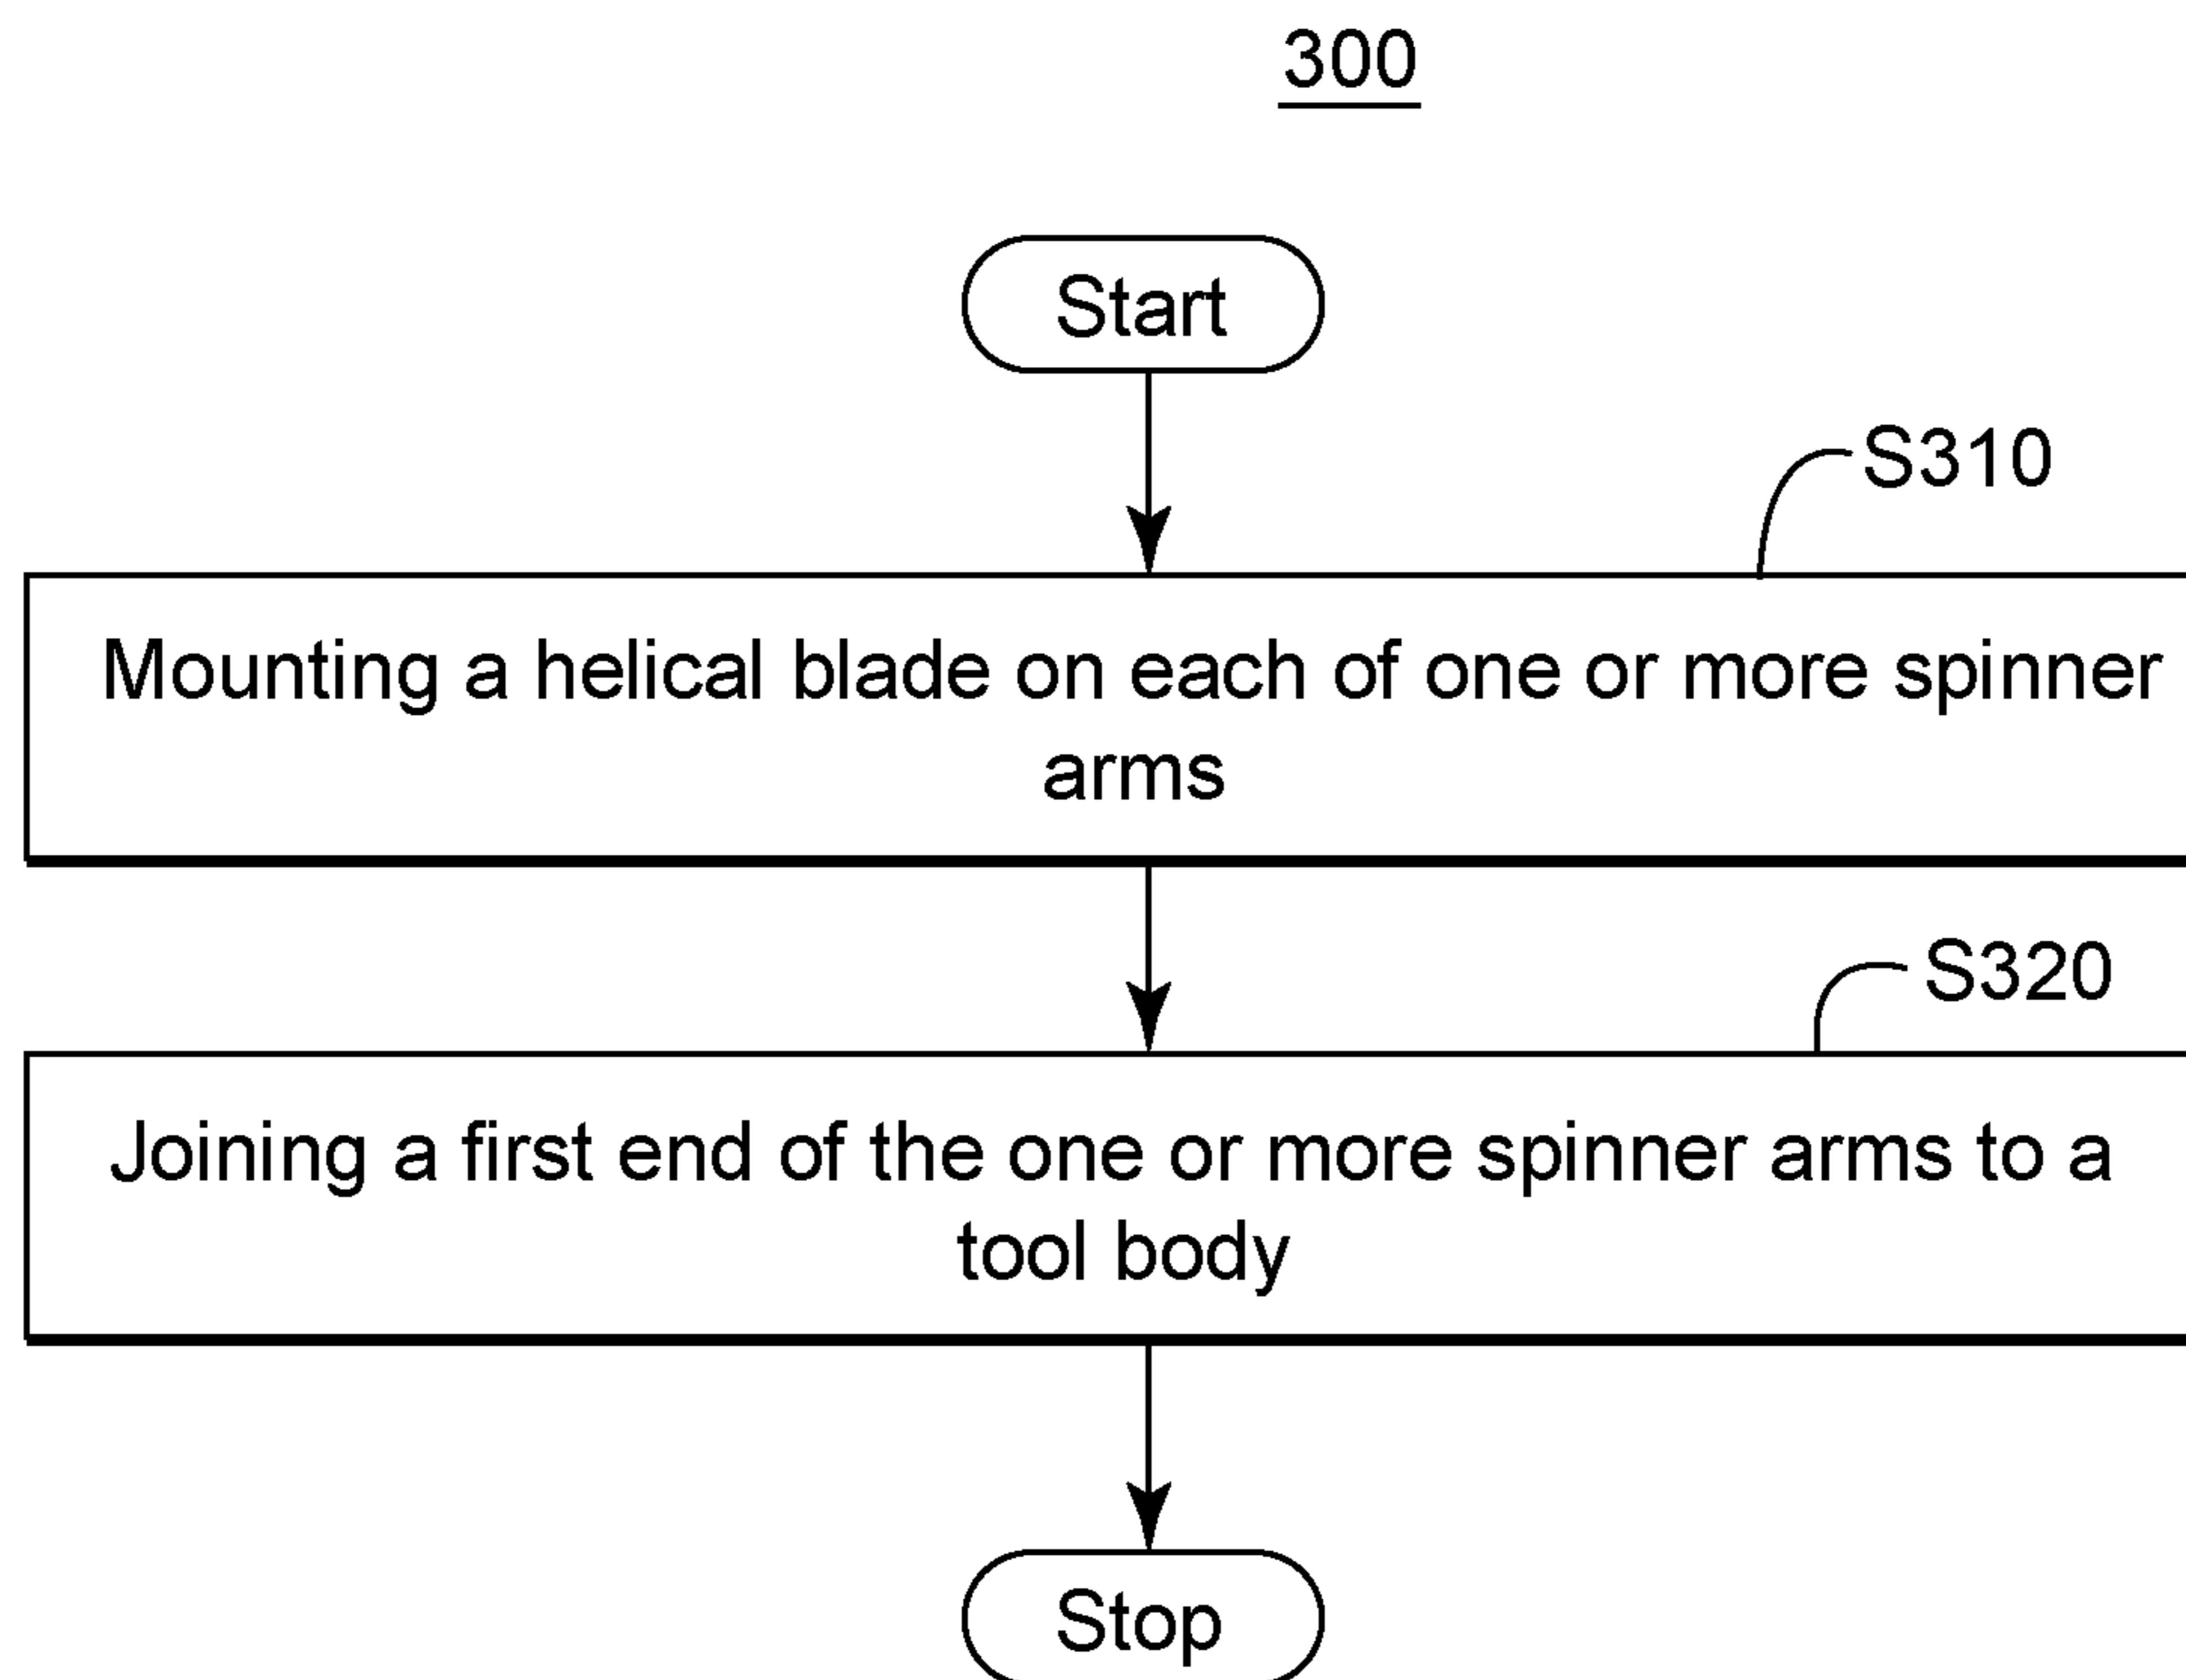 300
Start
S310
Mounting a helical blade on each of one or more spinner
arms
S320
Joining a first end of the one or more spinner arms to a
tool body
Stop